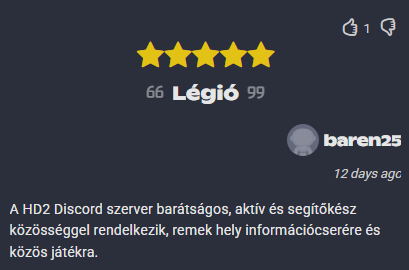 1
66 Légió 99
baren25
12 days ago
A HD2 Discord szerver barátságos, aktív és segítőkész
közösséggel rendelkezik, remek hely információcserére és
közös játékra.